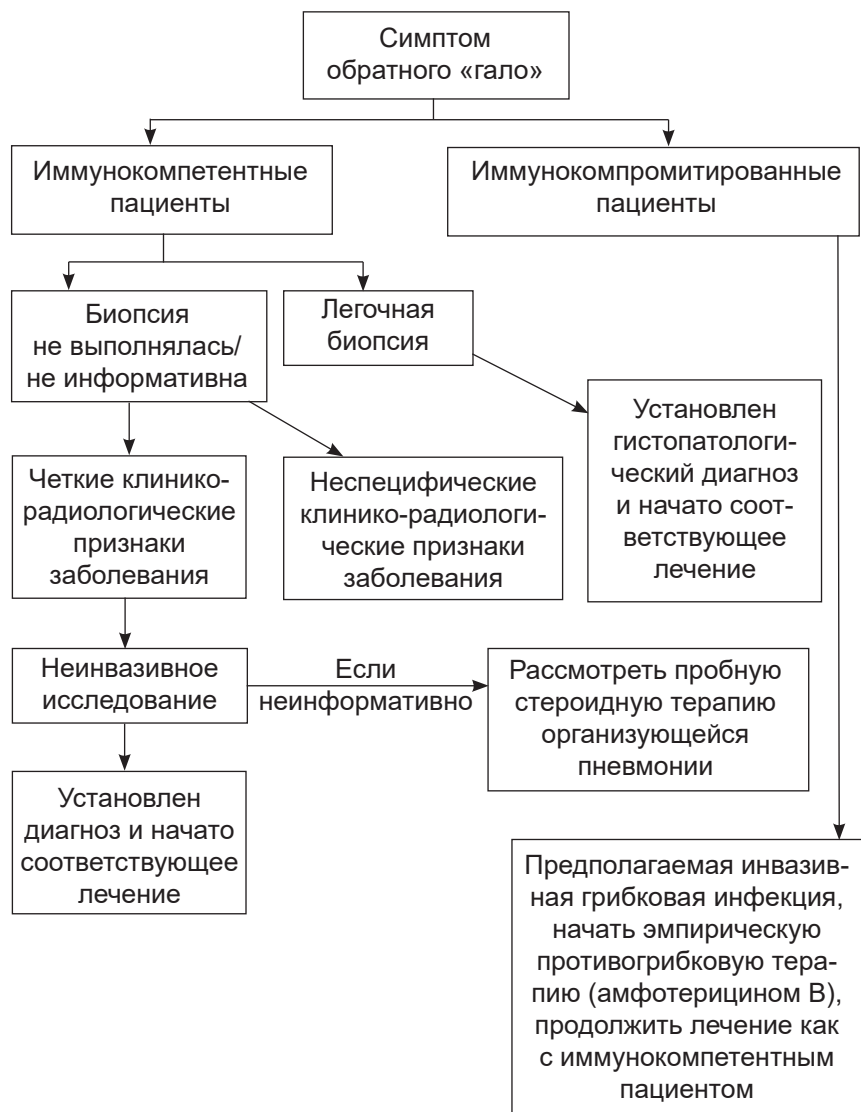 Симптом
обратного «гало»
Иммунокомпетентные
пациенты
Иммунокомпромитированные
пациенты
Биопсия
не выполнялась/
не информативна
Легочная
биопсия
Установлен
гистопатологи-
ческий диагноз
и начато соот-
ветствующее
лечение
Четкие клинико-
радиологические
признаки
заболевания
Неспецифические
клинико-радиологи-
ческие признаки
заболевания
Неинвазивное
исследование
Если
неинформативно
Рассмотреть пробную
стероидную терапию
организующейся
пневмонии
Установлен
диагноз и начато
соответствующее
лечение
Предполагаемая инвазив-
ная грибковая инфекция,
начать эмпирическую
противогрибковую тера-
пию (амфотерицином В),
продолжить лечение как
с иммунокомпетентным
пациентом